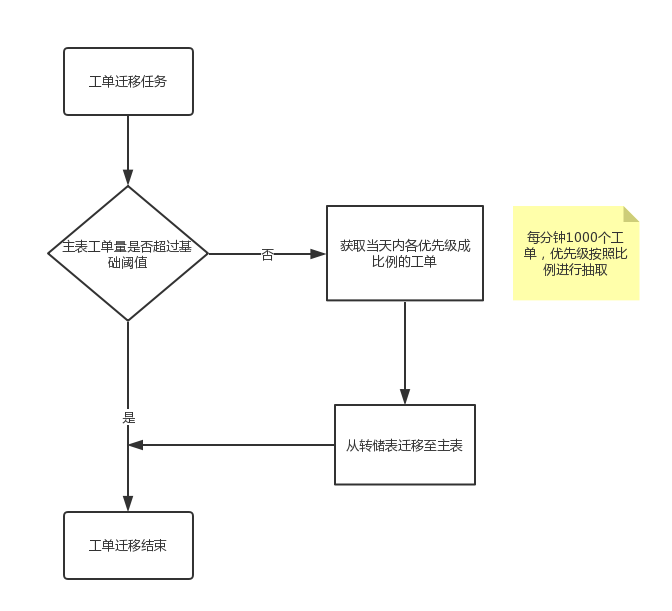 工单迁移任务
主表工单量是否超过基
础阈值
否
获取当天内各优先级成
比例的工单
每分钟1000个工
单，优先级按照比
例进行抽取
是
从转储表迁移至主表
工单迁移结束